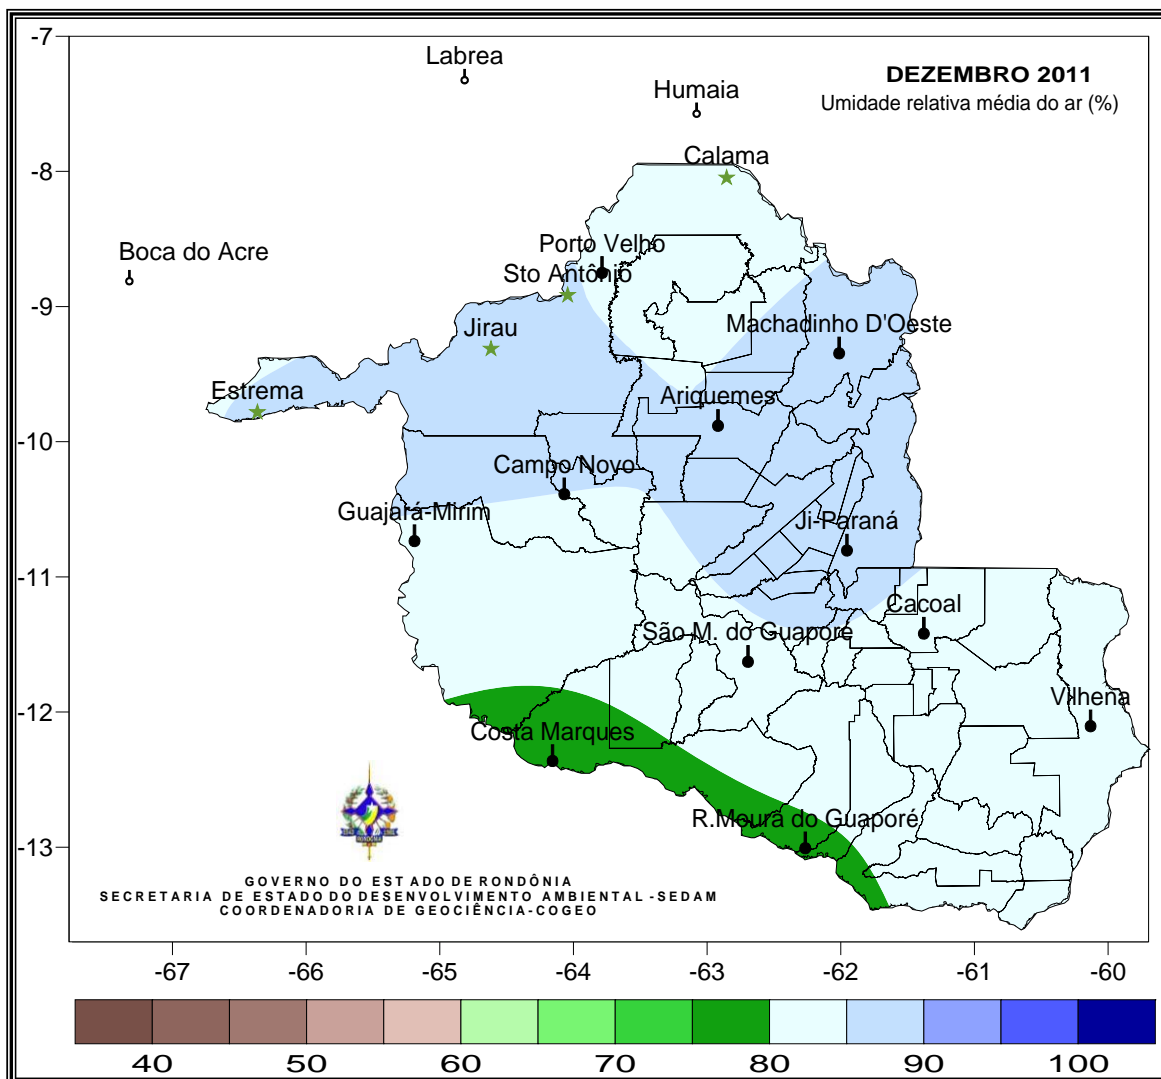 DEZEMBRO 2011
Umidade relativa média do ar (%)
-7
-8
-9
-10
-11
-12
-13
Labrea
Humaia
Calama
Boca do Acre
Porto Velho
Sto Antônio
Jirau
Machadinho D'Oeste
Estrema
Ariquemes
Campo Novo
Guajará-Mirim
Ji-Paraná
Cacoal
São M. do Guaporé
Vilhena
Costa Marques
R.Moura do Guaporé
GOVERNO DO ESTADO DE RONDÔNIA
SECRETARIA DE ESTADO DO DESENVOLVIMENTO AMBIENTAL -SEDAM
COORDENADORIA DE GEOCIÊNCIA-COGEO
-67 -66 -65 -64 -63 -62 -61 -60
40 50 60 70 80 90 100